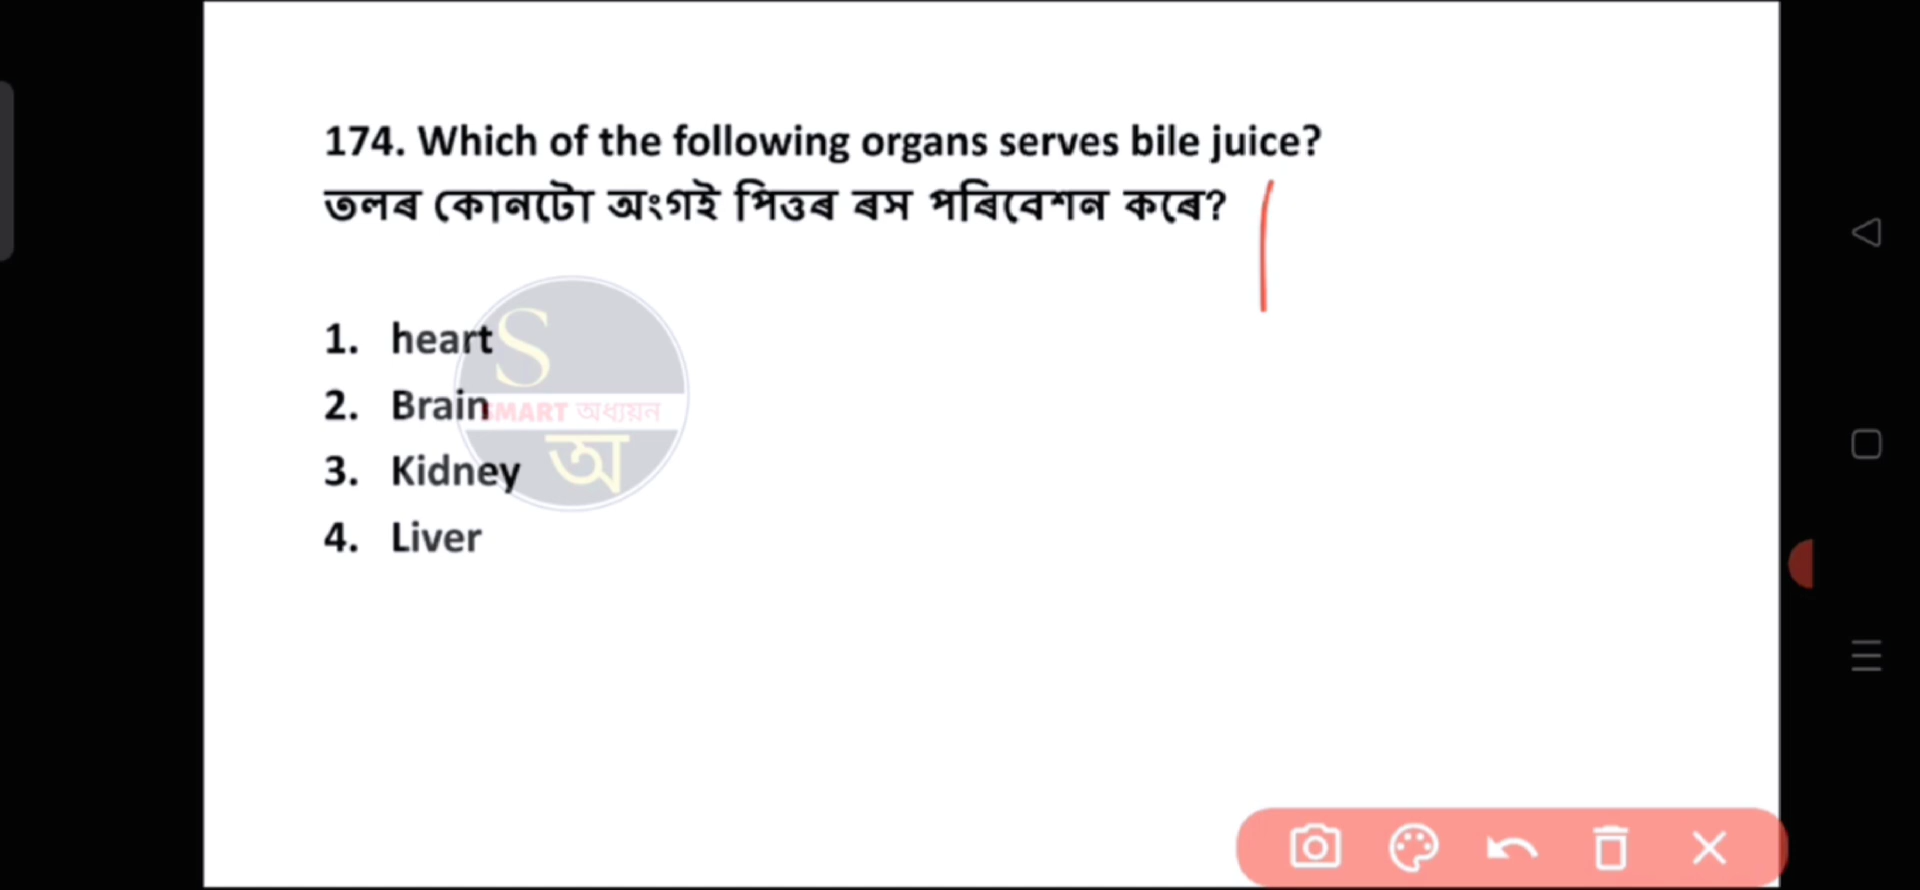 174. Which of the following organs serves bile juice?
তলৰ কোনটো অংগই পিত্তৰ ৰস পৰিবেশন কৰে?
1. heart
2. Brain
3. Kidney
4. Liver
S
SMART অধ্যয়ন
অ